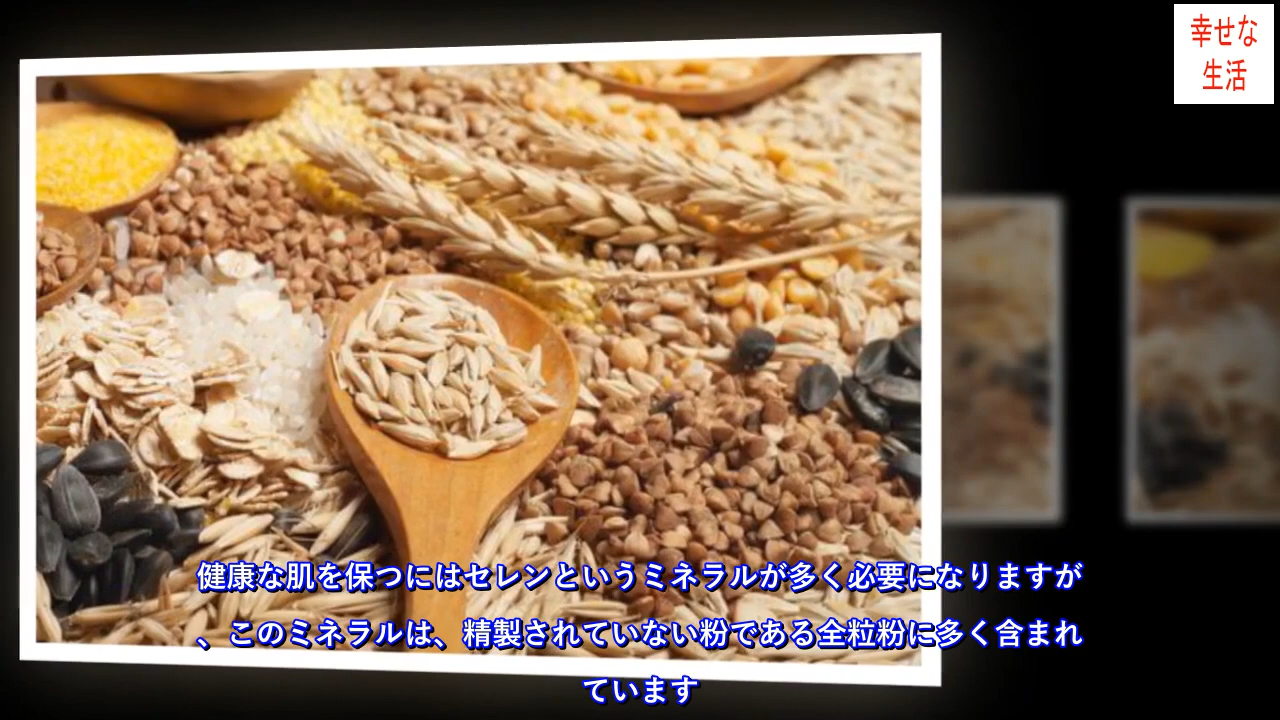 幸せな
生活
健康な肌を保つにはセレンというミネラルが多く必要になりますが
、このミネラルは、精製されていない粉である全粒粉に多く含まれ
ています